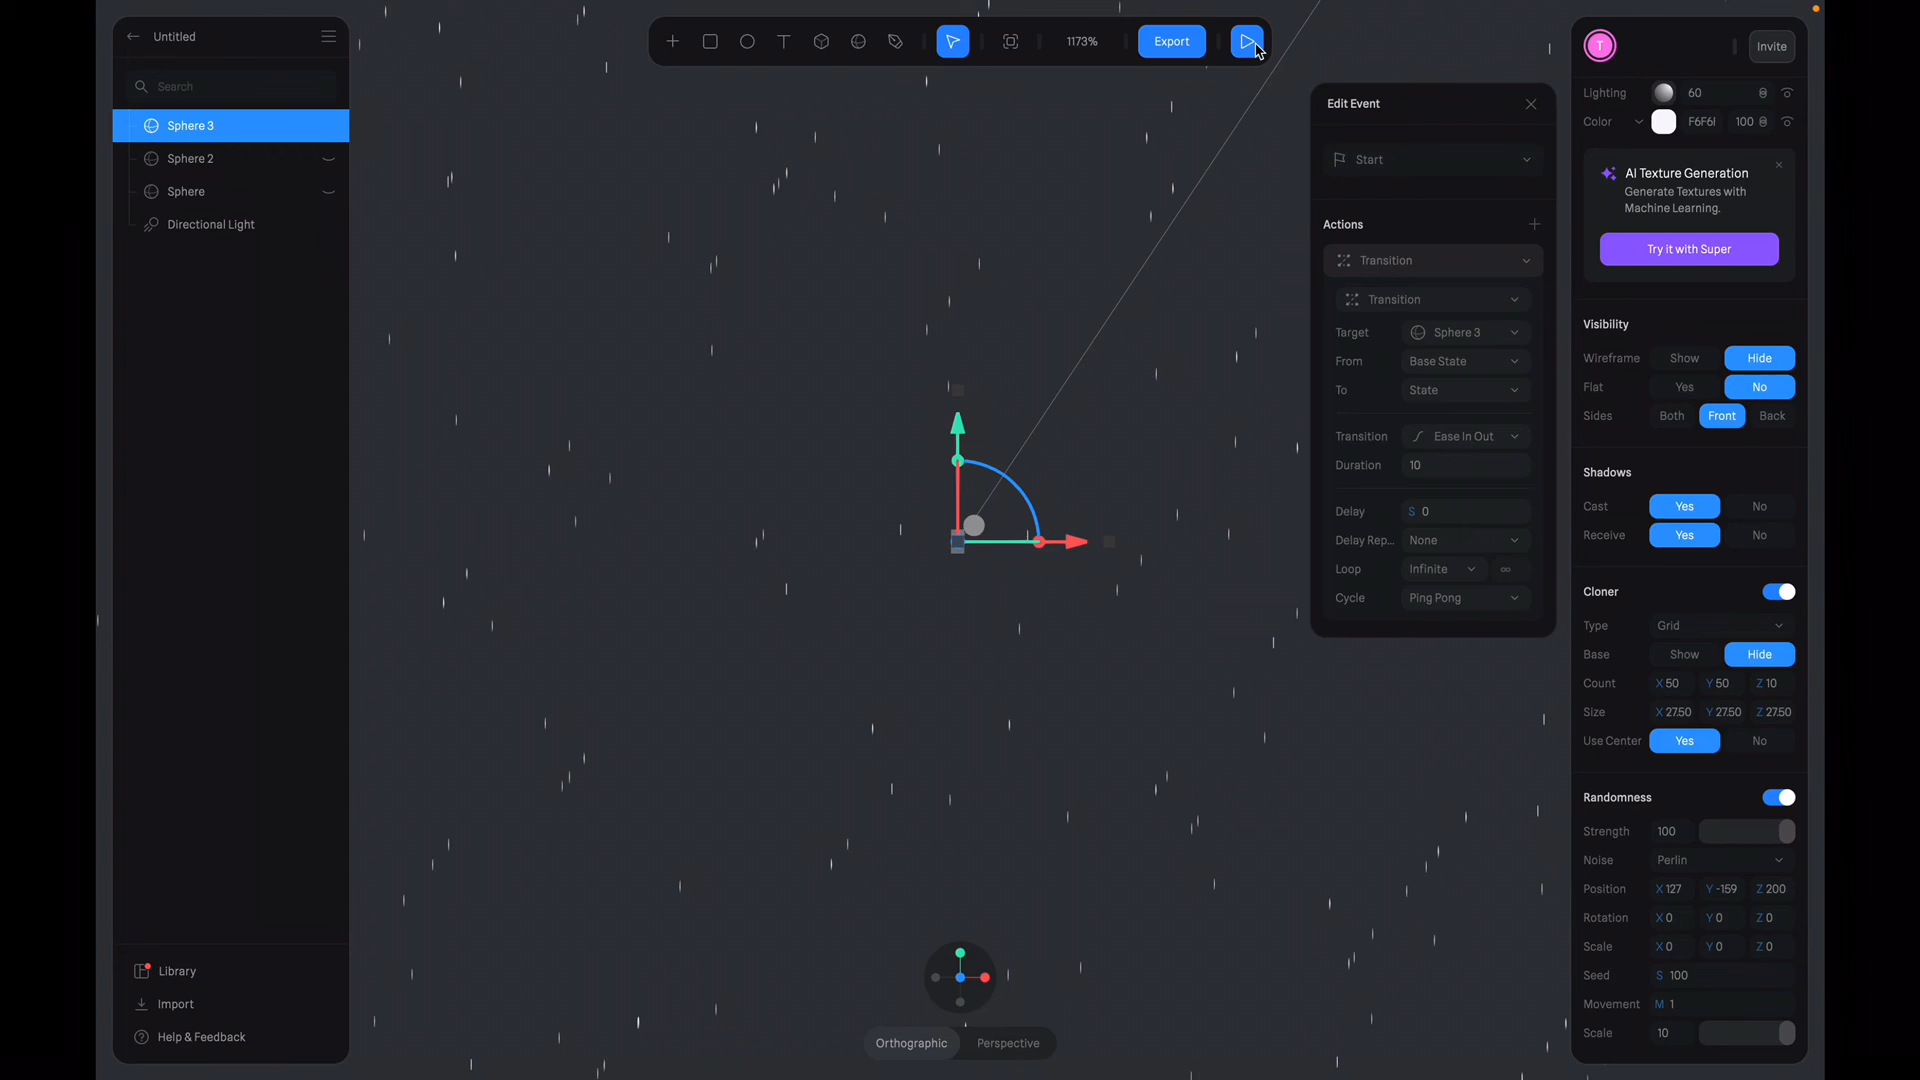 Untitled
Search
Sphere 3
Sphere 2
Sphere
Directional Light
Library
Import
Help & Feedback
1173%
Export
Edit Event
Start
Actions
Transition
Transition
Target Sphere 3
From Base State
To State
Transition Ease In Out
Duration 10
Delay S 0
Delay Rep... None
Loop Infinite ∞
Cycle Ping Pong
T
Invite
Lighting 60
Color F6F6I 100
AI Texture Generation
Generate Textures with
Machine Learning.
Try it with Super
Visibility
Wireframe Show Hide
Flat Yes No
Sides Both Front Back
Shadows
Cast Yes No
Receive Yes No
Cloner
Type Grid
Base Show Hide
Count X 50 Y 50 Z 10
Size X 27.50 Y 27.50 Z 27.50
Use Center Yes No
Randomness
Strength 100
Noise Perlin
Position X 127 Y -159 Z 200
Rotation X 0 Y 0 Z 0
Scale X 0 Y 0 Z 0
Seed S 100
Movement M 1
Scale 10
Orthographic Perspective